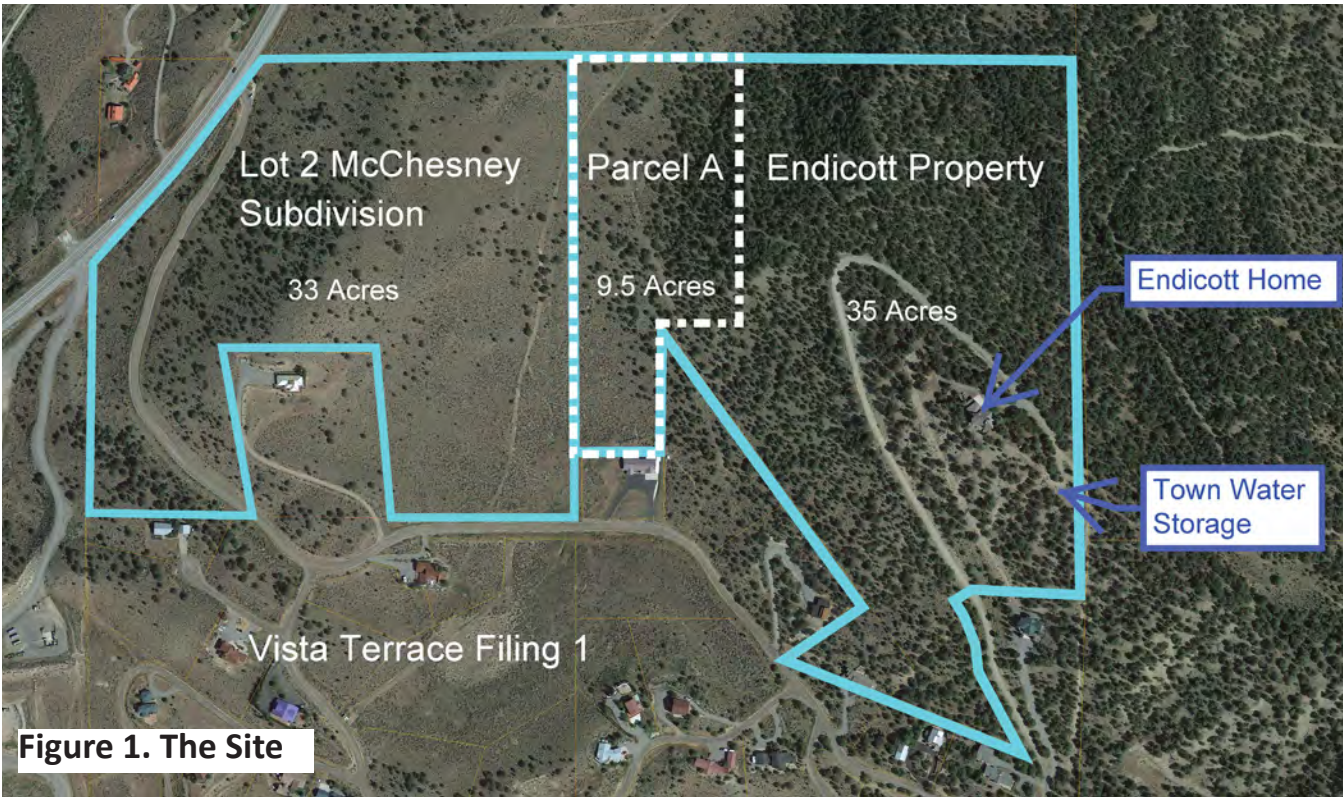 Lot 2 McChesney
Subdivision
33 Acres
Parcel A
9.5 Acres
Endicott Property
35 Acres
Endicott Home
Town Water
Storage
Vista Terrace Filing 1
Figure 1. The Site